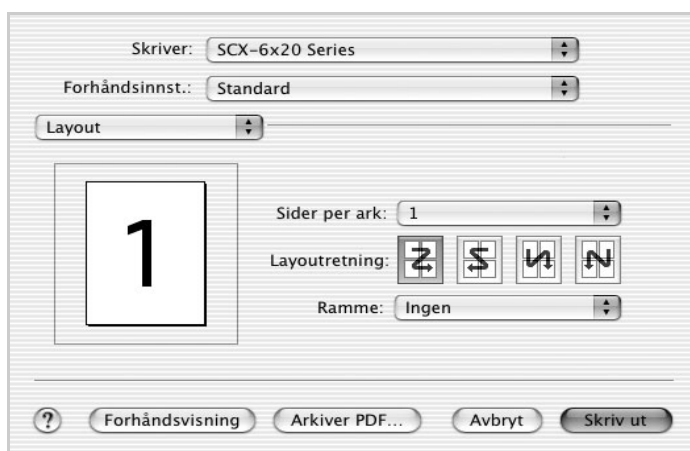 Skriver: SCX-6x20 Series
Forhåndsinnst.: Standard
Layout
1
Sider per ark: 1
Layoutretning:
Ramme: Ingen
? Forhåndsvisning Arkiver PDF... Avbryt Skriv ut